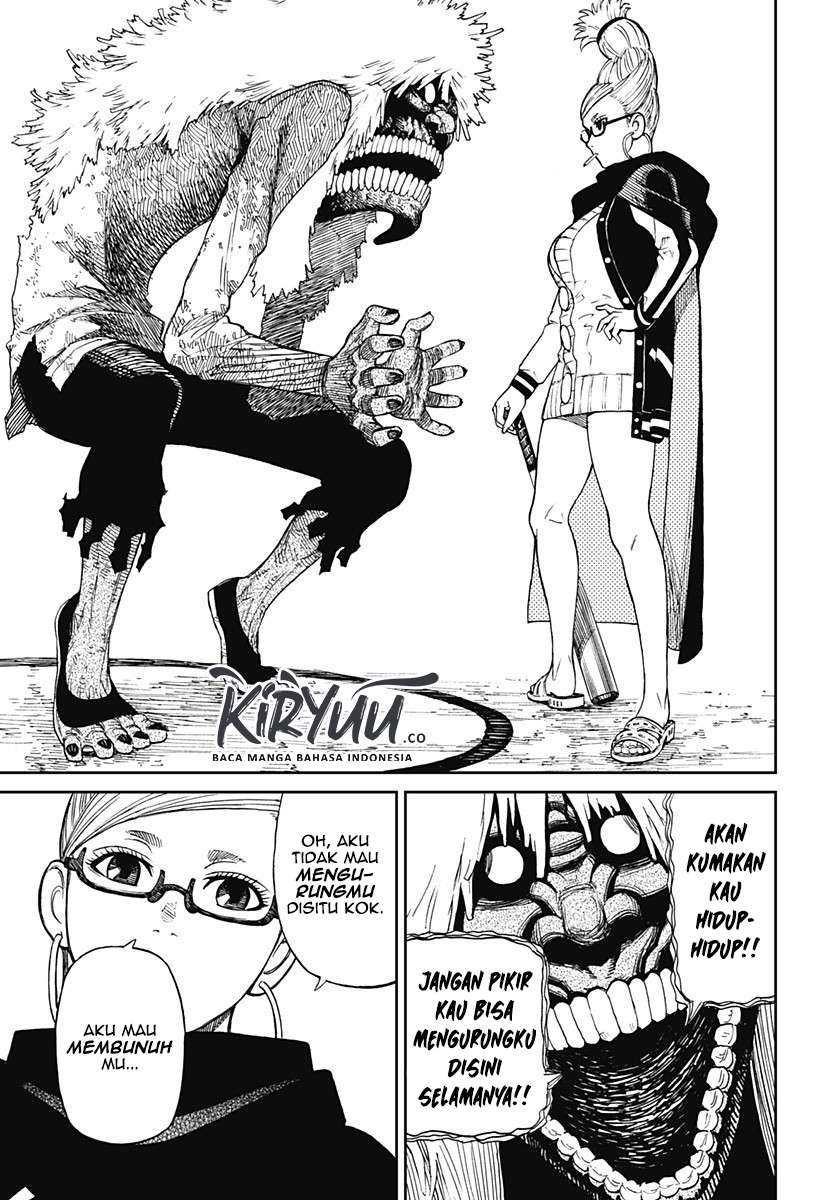 KIRYUU.CO
BACA MANGA BAHASA INDONESIA
AKAN
KUMAKAN
KAU
HIDUP-
HIDUP!!
JANGAN PIKIR
KAU BISA
MENGURUNGKU
DISINI
SELAMANYA!!
OH, AKU
TIDAK MAU
MENGU-
RUNGMU
DISITU KOK.
AKU MAU
MEMBUNUH
MU...